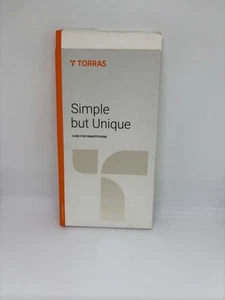 TORRAS
Simple
but Unique
CASE FOR SMARTPHONE